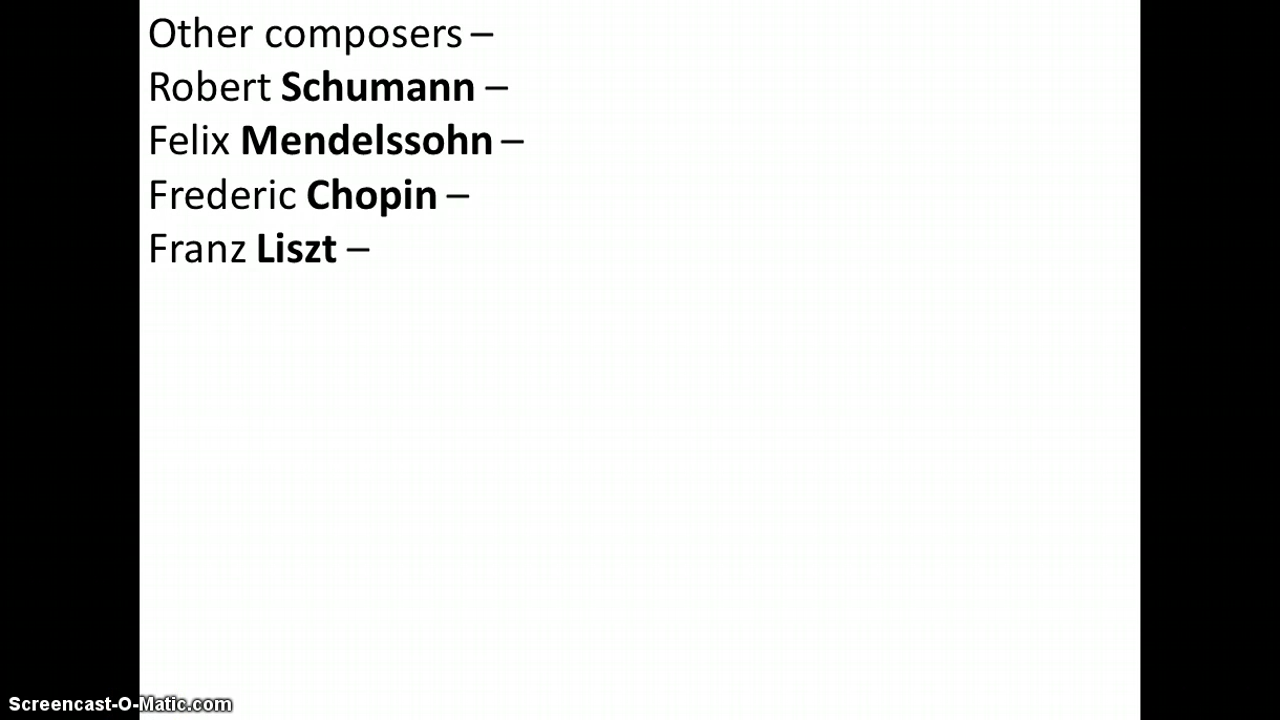 Other composers –
Robert Schumann –
Felix Mendelssohn –
Frederic Chopin –
Franz Liszt –
Screencast-O-Matic.com